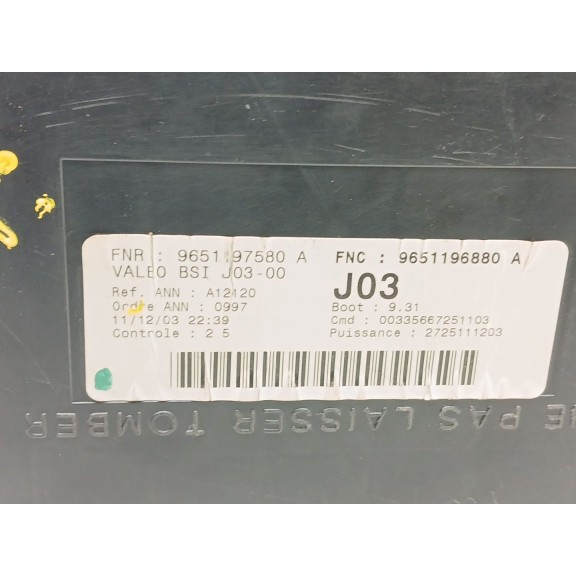 FNR : 9651197580 A
FNC : 9651196880 A
VALEO BSI J03-00
J03
Ref. ANN : A12120
Ordre ANN : 0997
Boot : 9.31
11/12/03 22:39
Cmd : 00335667251103
Controle : 2 5
Puissance : 2725111203
NE PAS LAISSER TOMBER